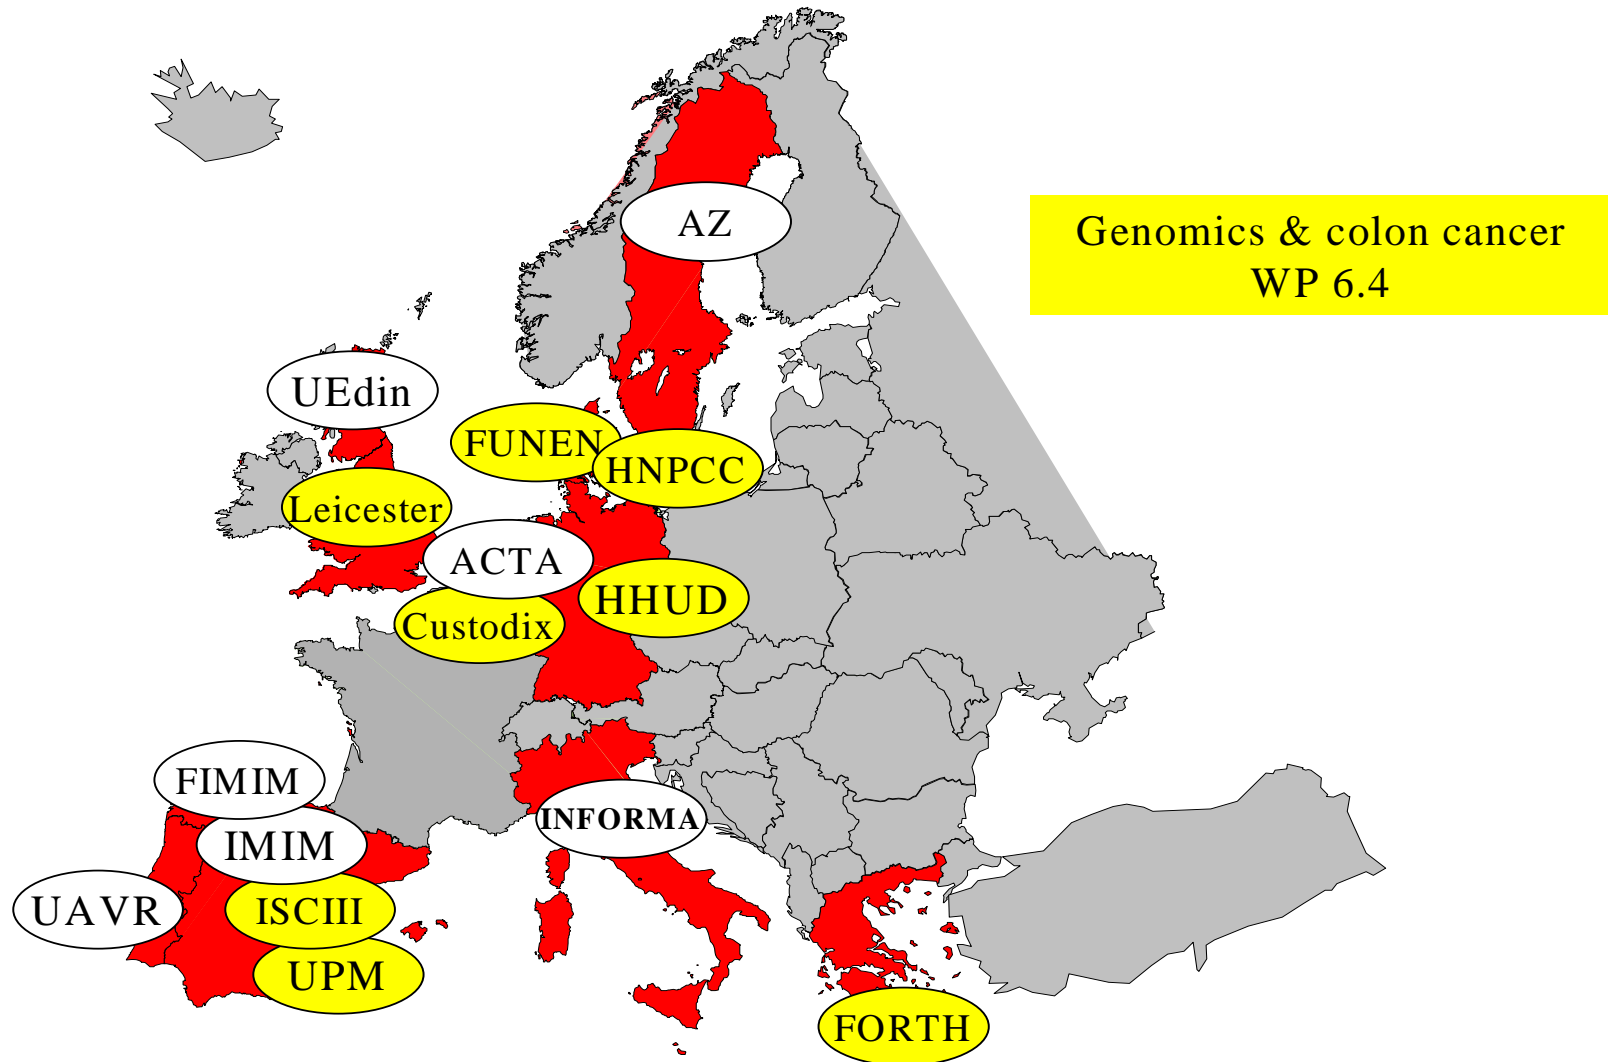 AZ
Genomics & colon cancer
WP 6.4
UEdin
FUNEN
HNPCC
Leicester
ACTA
HHUD
Custodix
FIMIM
INFORMA
IMIM
UAVR
ISCIII
UPM
FORTH